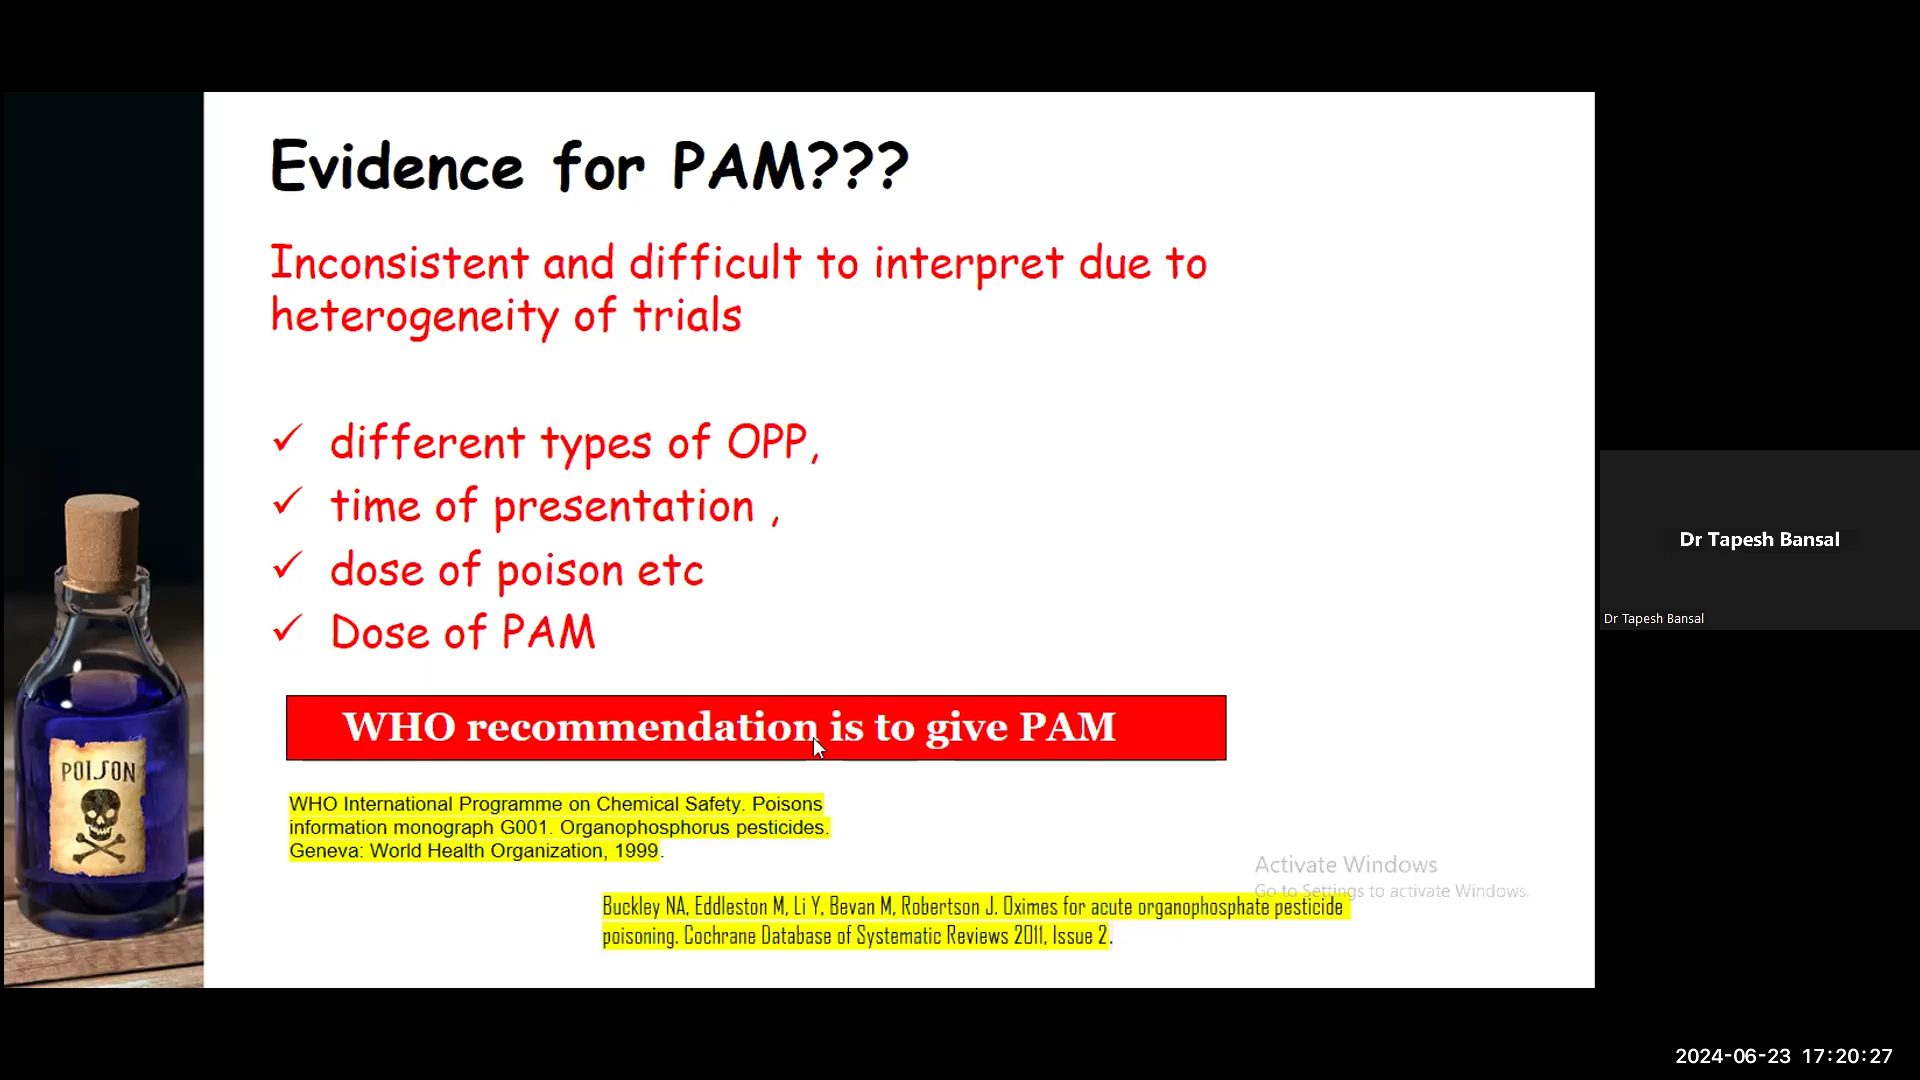 Evidence for PAM???
Inconsistent and difficult to interpret due to
heterogeneity of trials
✓ different types of OPP,
✓ time of presentation ,
✓ dose of poison etc
✓ Dose of PAM
WHO recommendation is to give PAM
WHO International Programme on Chemical Safety. Poisons
information monograph G001. Organophosphorus pesticides.
Geneva: World Health Organization, 1999.
Buckley NA, Eddleston M, Li Y, Bevan M, Robertson J. Oximes for acute organophosphate pesticide
poisoning. Cochrane Database of Systematic Reviews 2011, Issue 2.
POISON
Activate Windows
Go to Settings to activate Windows.
Dr Tapesh Bansal
Dr Tapesh Bansal
2024-06-23 17:20:27